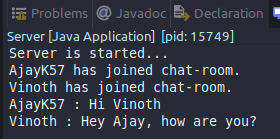 Problems Javadoc Declaration
Server [Java Application] [pid: 15749]
Server is started...
AjayK57 has joined chat-room.
Vinoth has joined chat-room.
AjayK57 : Hi Vinoth
Vinoth : Hey Ajay, how are you?